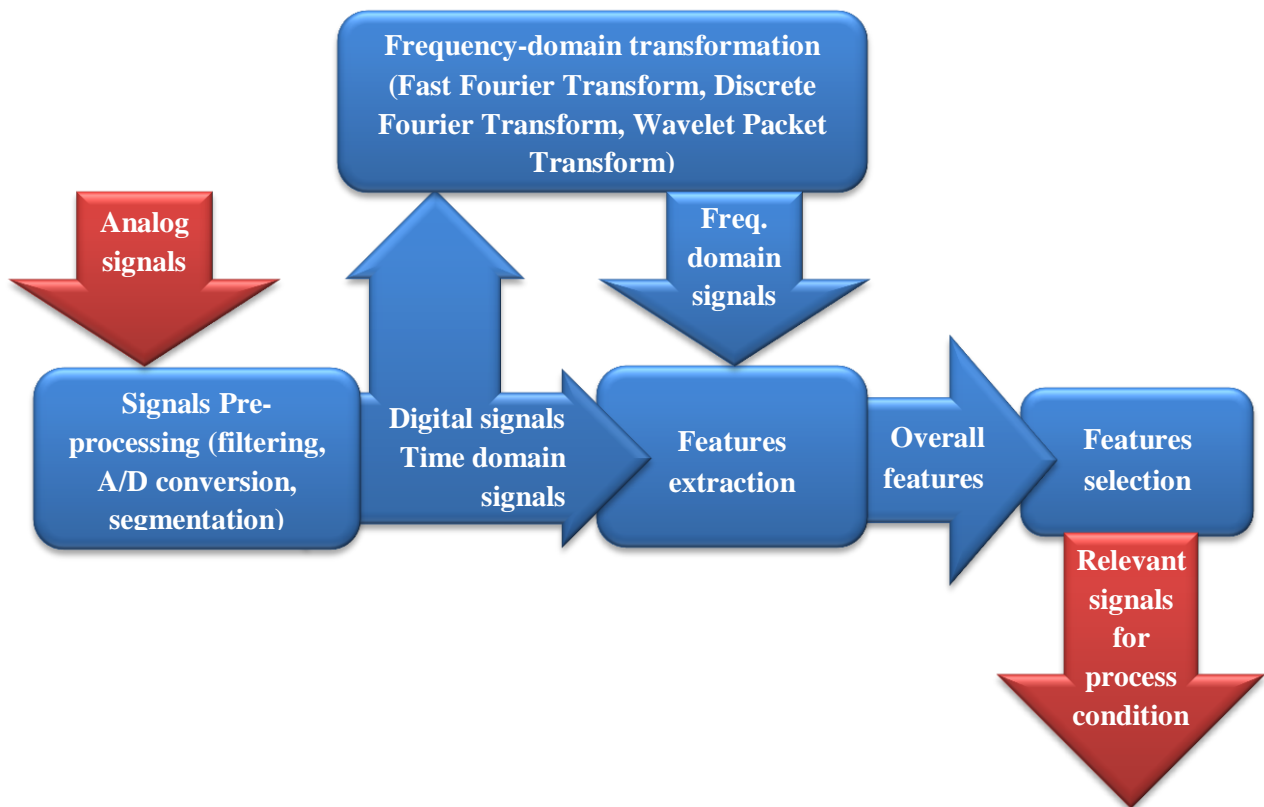 Frequency-domain transformation
(Fast Fourier Transform, Discrete
Fourier Transform, Wavelet Packet
Transform)
Analog
signals
Freq.
domain
signals
Signals Pre-
processing (filtering,
A/D conversion,
segmentation)
Digital signals
Time domain
signals
Features
extraction
Overall
features
Features
selection
Relevant
signals
for
process
condition